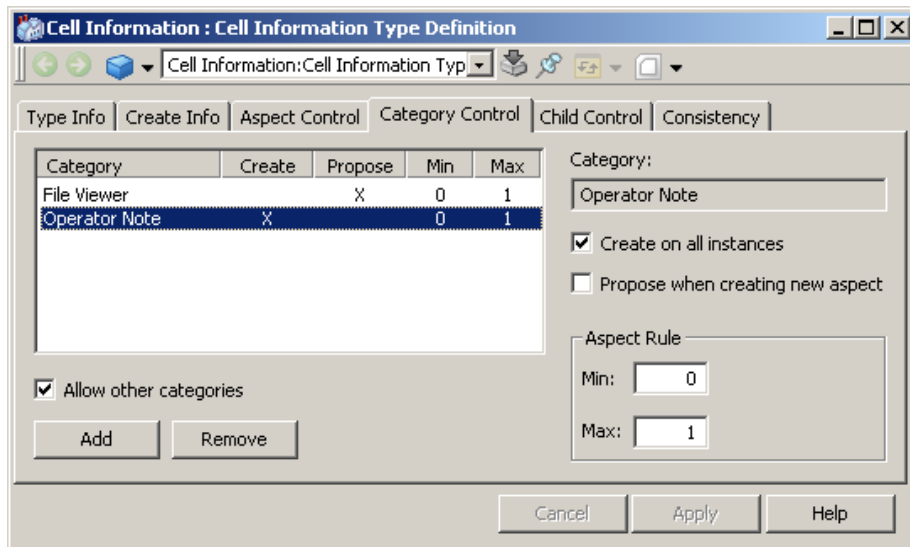 Cell Information : Cell Information Type Definition
Cell Information:Cell Information Typ
Type Info Create Info Aspect Control Category Control Child Control Consistency
Category Create Propose Min Max
File Viewer X 0 1
Operator Note X 0 1
Category:
Operator Note
Create on all instances
Propose when creating new aspect
Aspect Rule
Min: 0
Max: 1
Allow other categories
Add Remove
Cancel Apply Help